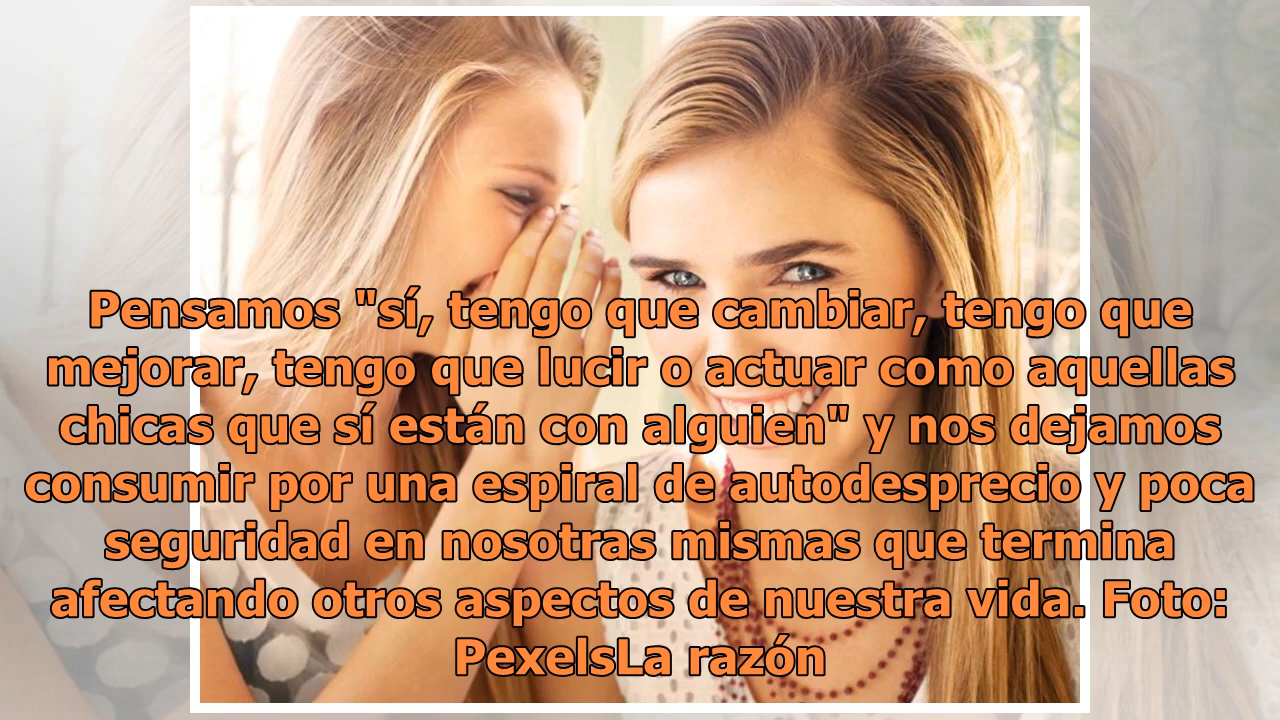 Pensamos "sí, tengo que cambiar, tengo que
mejorar, tengo que lucir o actuar como aquellas
chicas que sí están con alguien" y nos dejamos
consumir por una espiral de autodesprecio y poca
seguridad en nosotras mismas que termina
afectando otros aspectos de nuestra vida. Foto:
PexelsLa razón